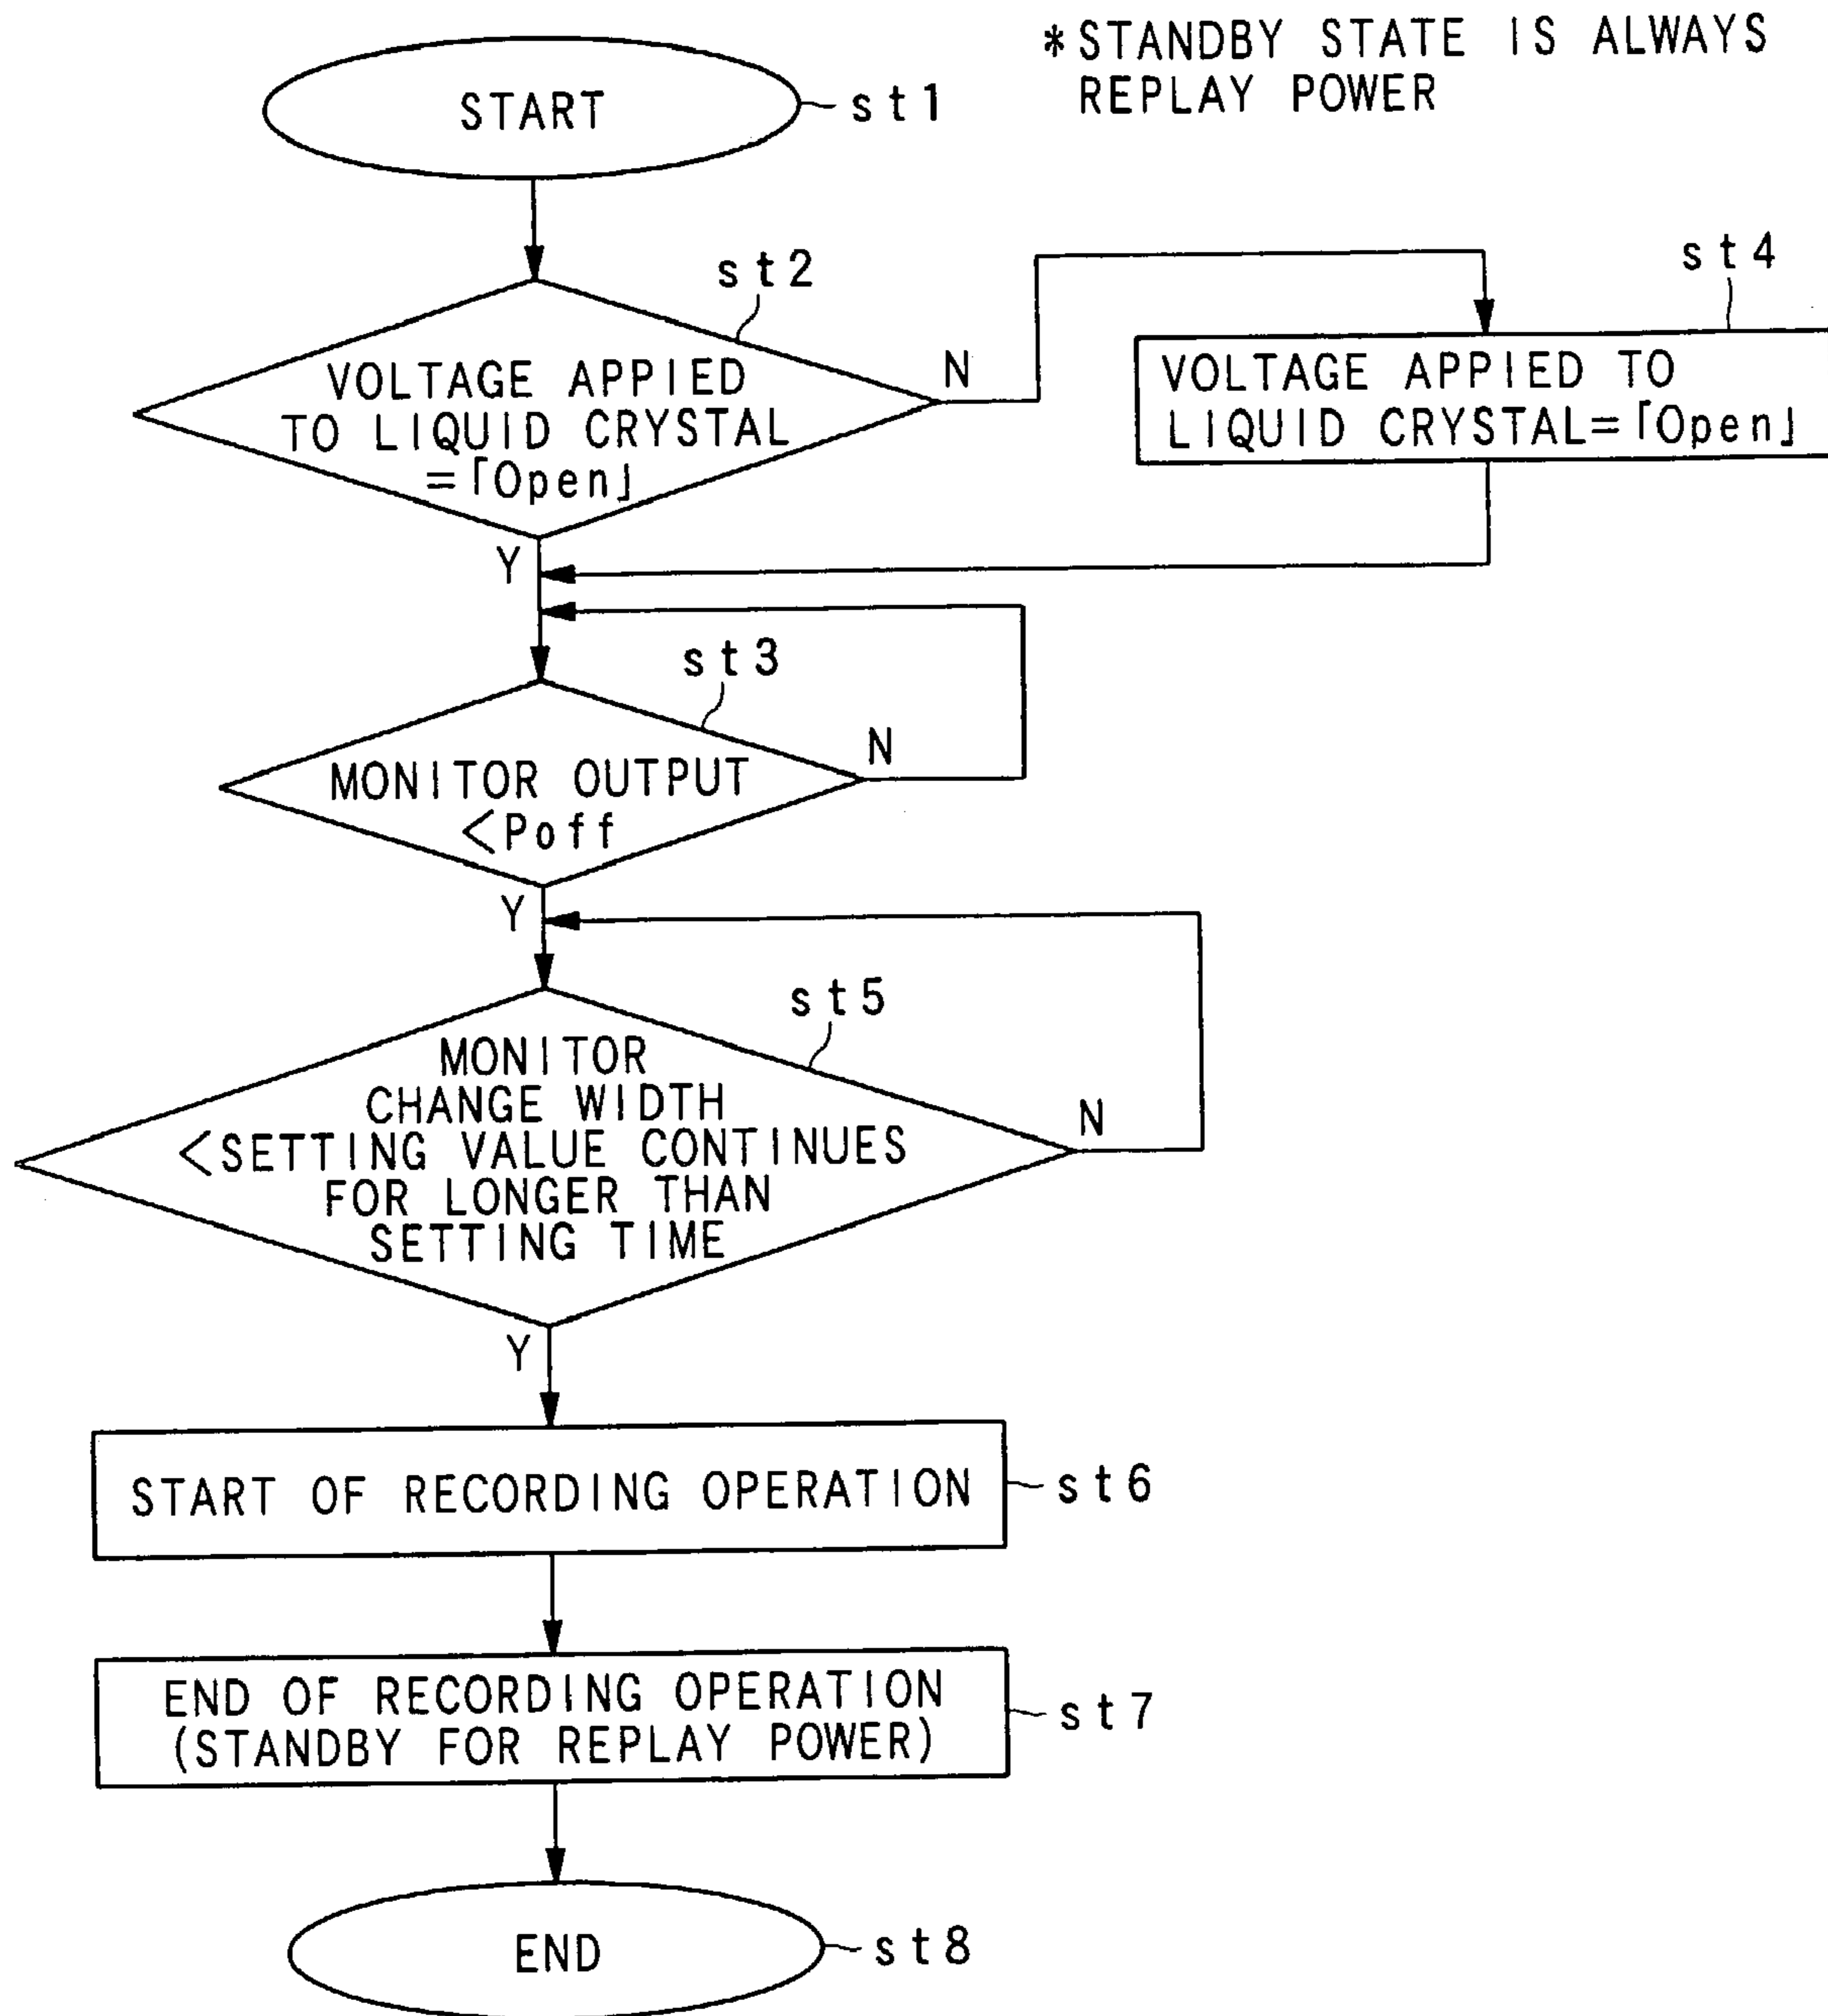 *STANDBY STATE IS ALWAYS
REPLAY POWER
START
st1
st2
VOLTAGE APPIED
TO LIQUID CRYSTAL
=「Open」
N
Y
st4
VOLTAGE APPIED TO
LIQUID CRYSTAL=「Open」
st3
MONITOR OUTPUT
<Poff
N
Y
st5
MONITOR
CHANGE WIDTH
<SETTING VALUE CONTINUES
FOR LONGER THAN
SETTING TIME
N
Y
START OF RECORDING OPERATION
st6
END OF RECORDING OPERATION
(STANDBY FOR REPLAY POWER)
st7
END
st8